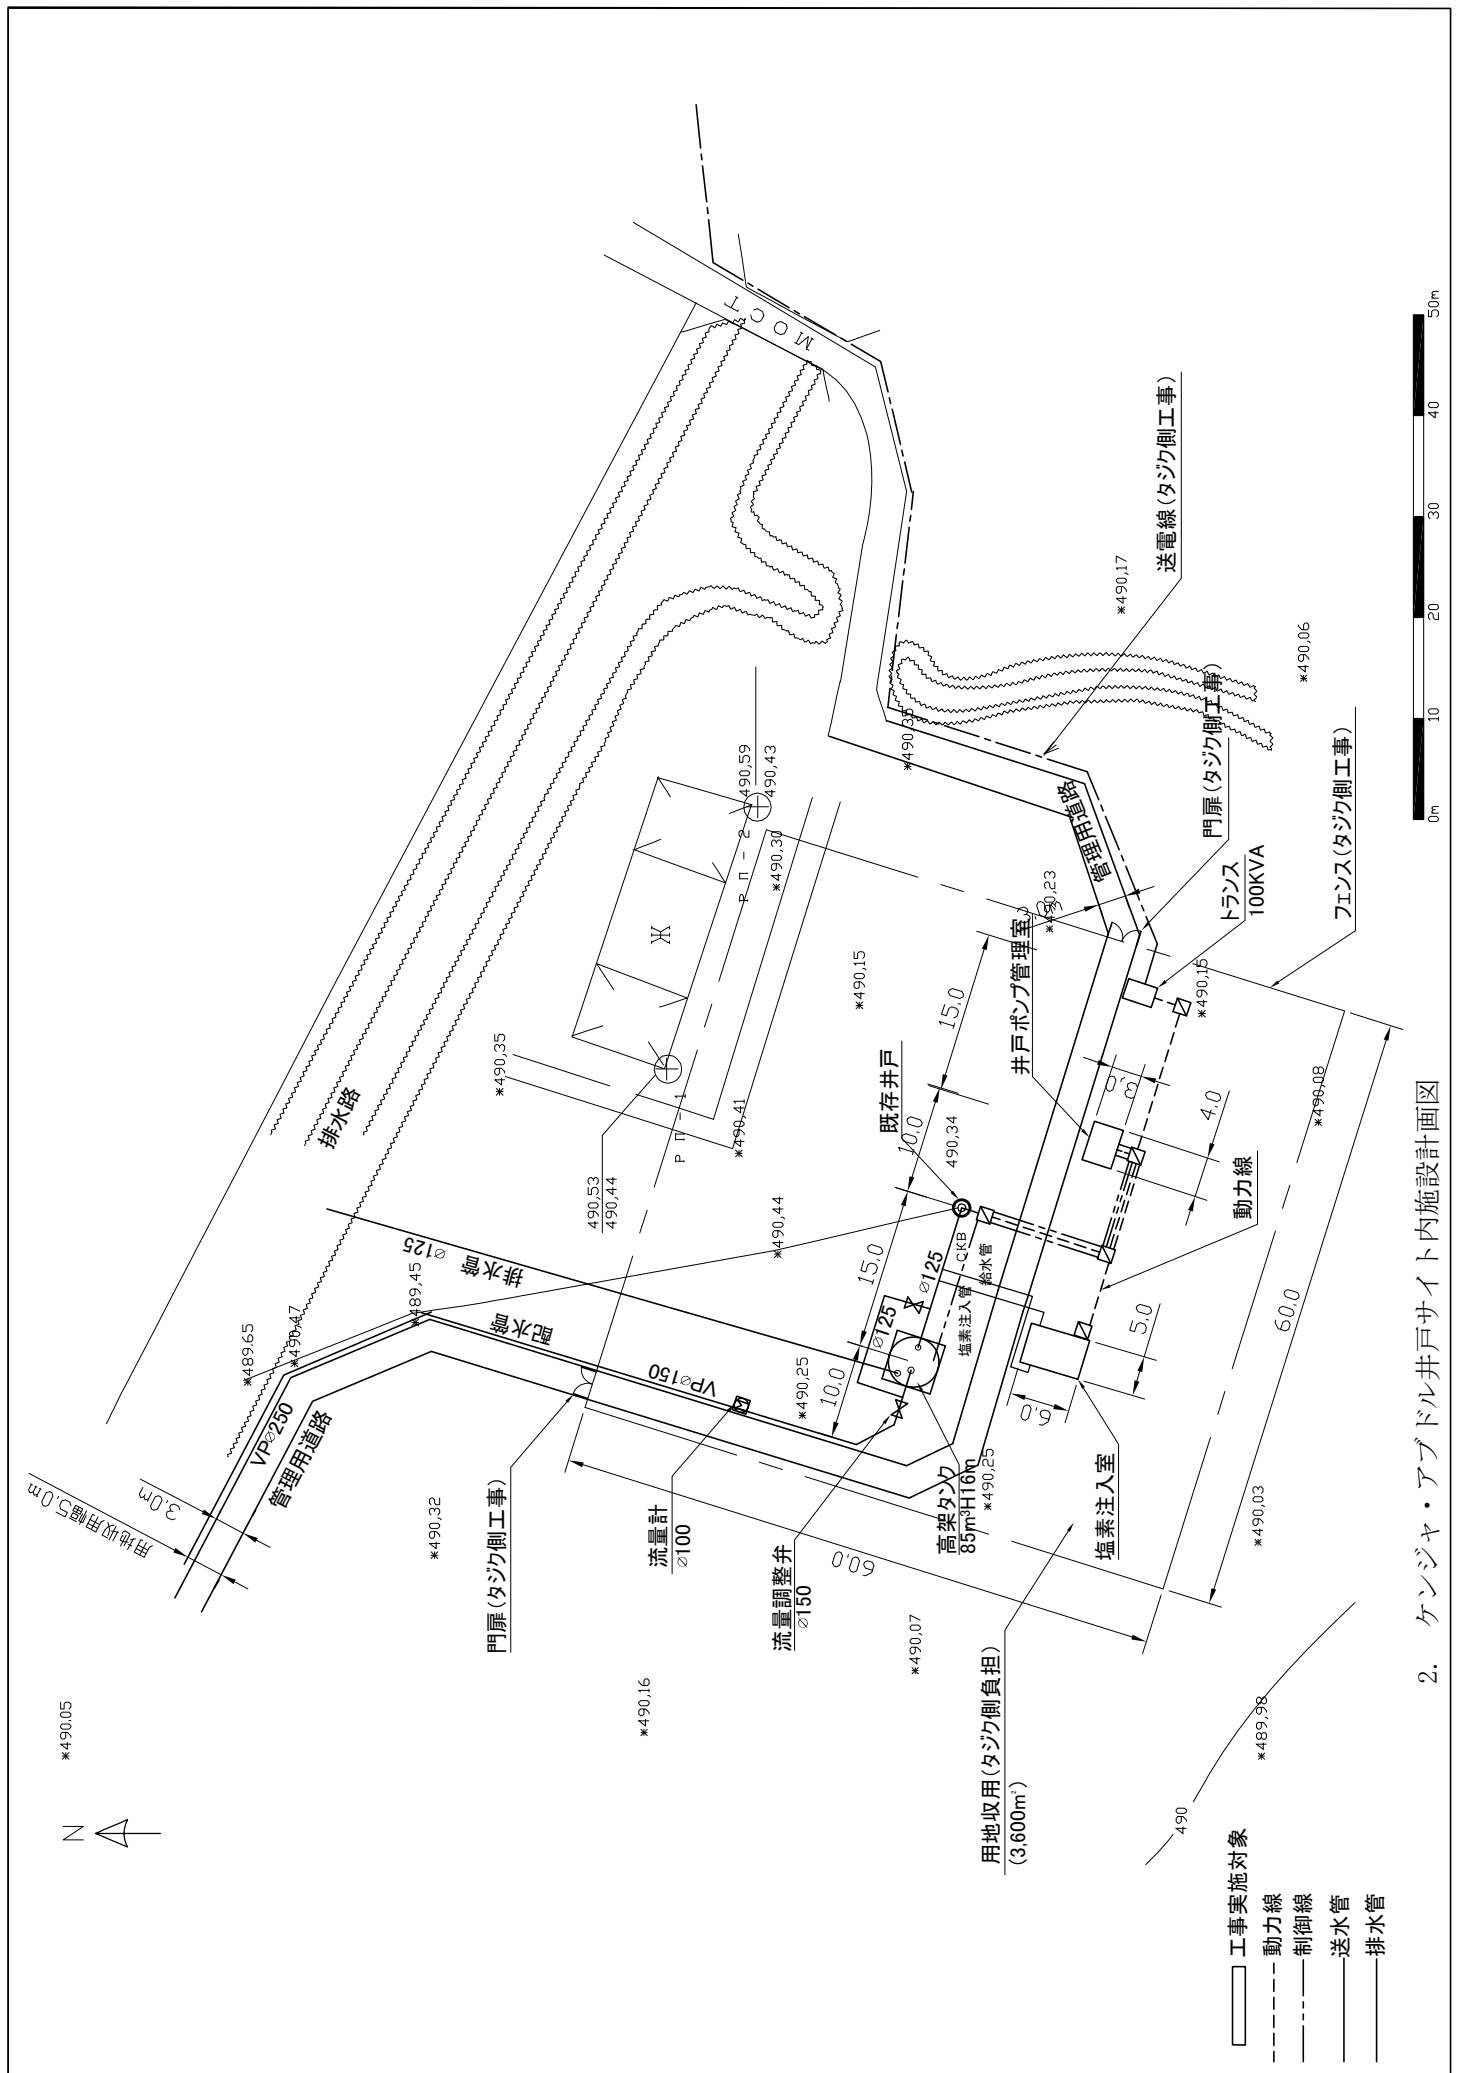 N
*490.05
用地収用幅5.0m
3.0m
VPø250
管理用道路
*489.65
*490.47
*489.45
排水路
排水管
ø125
配水管
VPø150
*490.32
門扉(タジク側工事)
流量計
ø100
流量調整弁
ø150
*490.16
*490.07
60.0
*490.25
10.0
15.0
10.0
15.0
ø125
ø125
高架タンク
85m³H16m
*490.25
塩素注入管
CKB
給水管
既存井戸
490,34
*490,44
490,53
490,44
РП-1
*490,41
*490,35
Ж
РП-2
490,59
490,43
*490,30
*490,15
МОСТ
*490,35
管理用道路
*490,23
井戸ポンプ管理室
3,0
4.0
動力線
5.0
6.0
塩素注入室
用地収用(タジク側負担)
(3,600m²)
*490,03
*489,98
490
60.0
*490,08
*490,15
トランス
100KVA
門扉(タジク側工事)
フェンス(タジク側工事)
送電線(タジク側工事)
*490,17
*490,06
0m
10
20
30
40
50m
工事実施対象
動力線
制御線
送水管
排水管
2. ケンジャ・アブドル井戸サイト内施設計画図